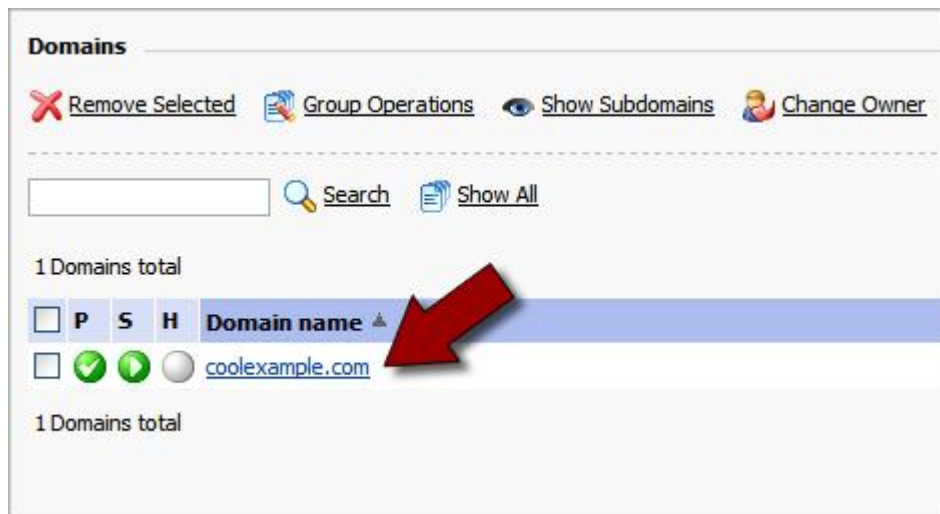 Domains
Remove Selected Group Operations Show Subdomains Change Owner
Search Show All
1 Domains total
P S H Domain name
coolexample.com
1 Domains total